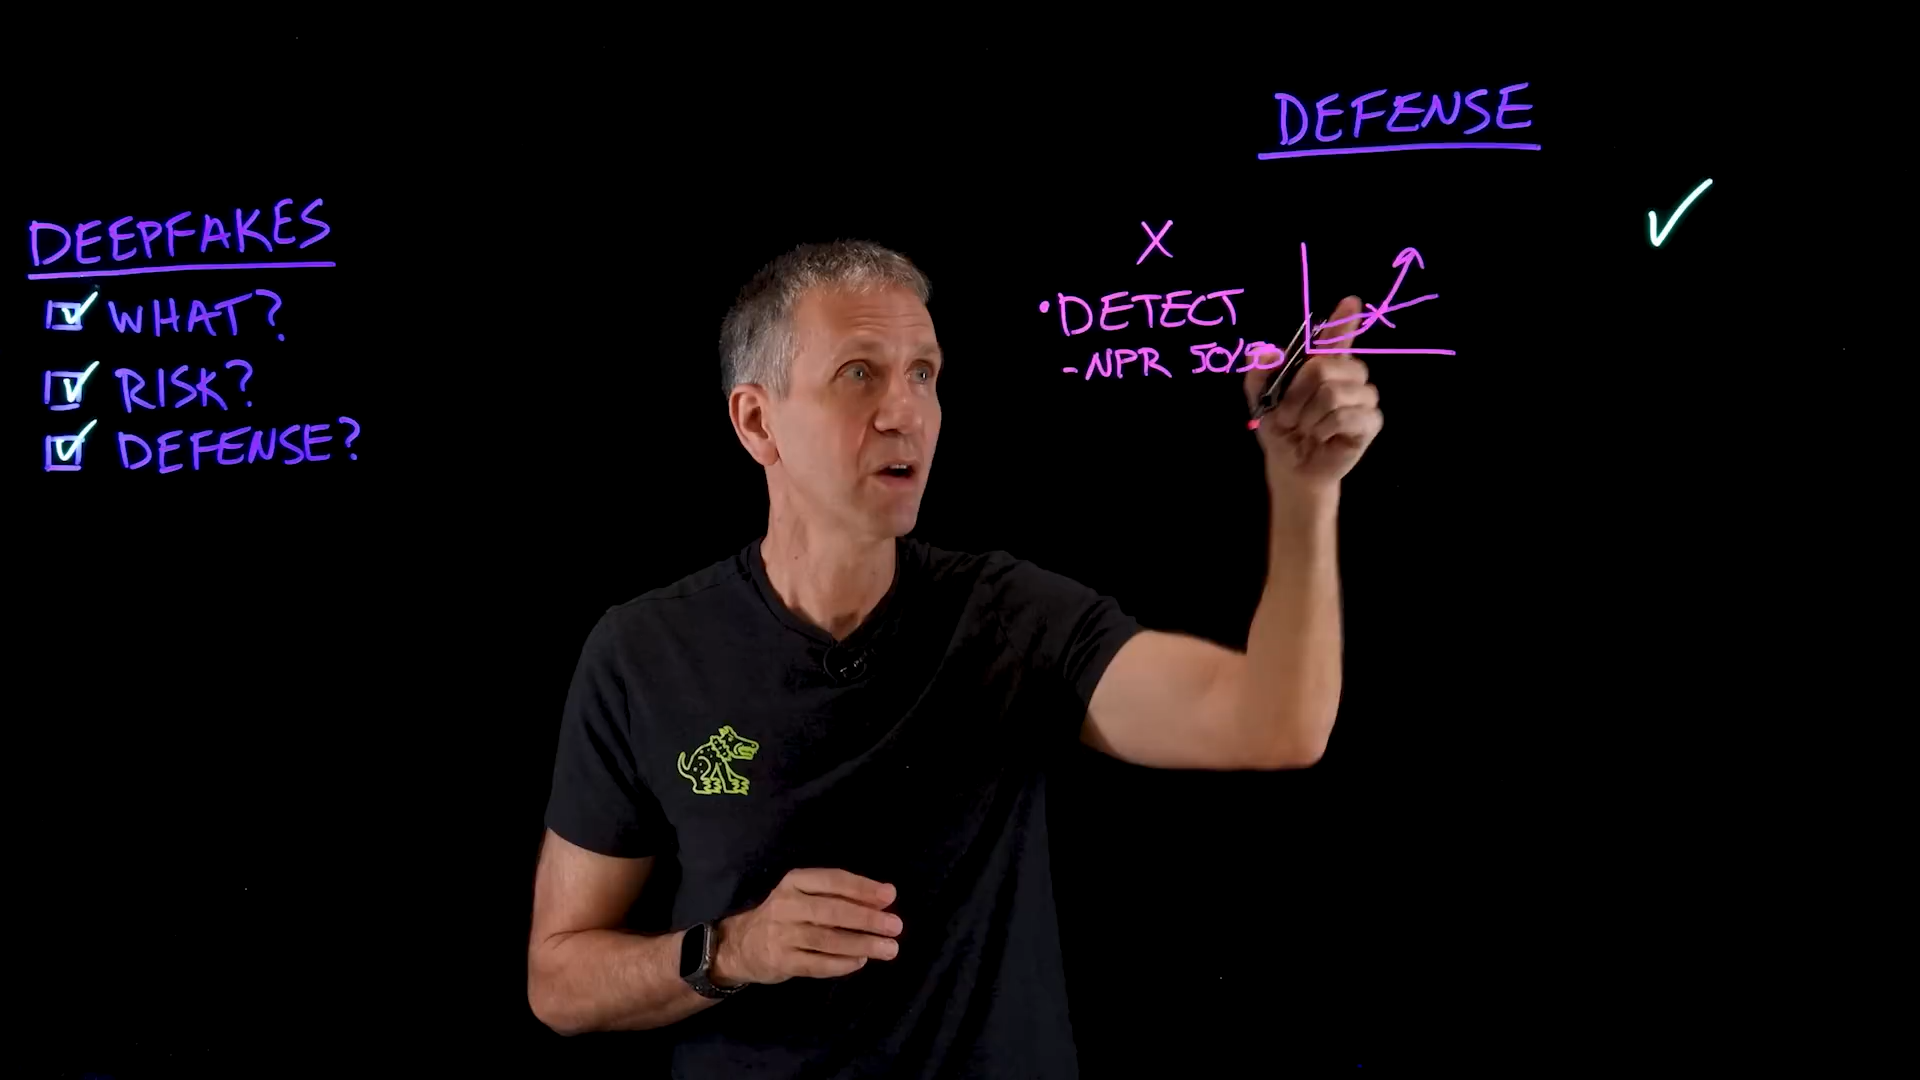 DEEPFAKES
WHAT?
RISK?
DEFENSE?
DEFENSE
X
• DETECT
- NPR 50/50